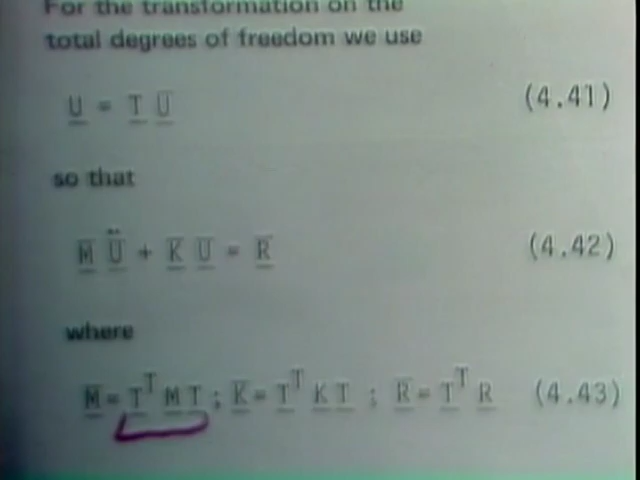 For the transformation on the
total degrees of freedom we use
U = T Ū (4.41)
so that
M̄ Ṻ + K̄ Ū = R̄ (4.42)
where
M̄ = Tᵀ M T ; K̄ = Tᵀ K T ; R̄ = Tᵀ R (4.43)